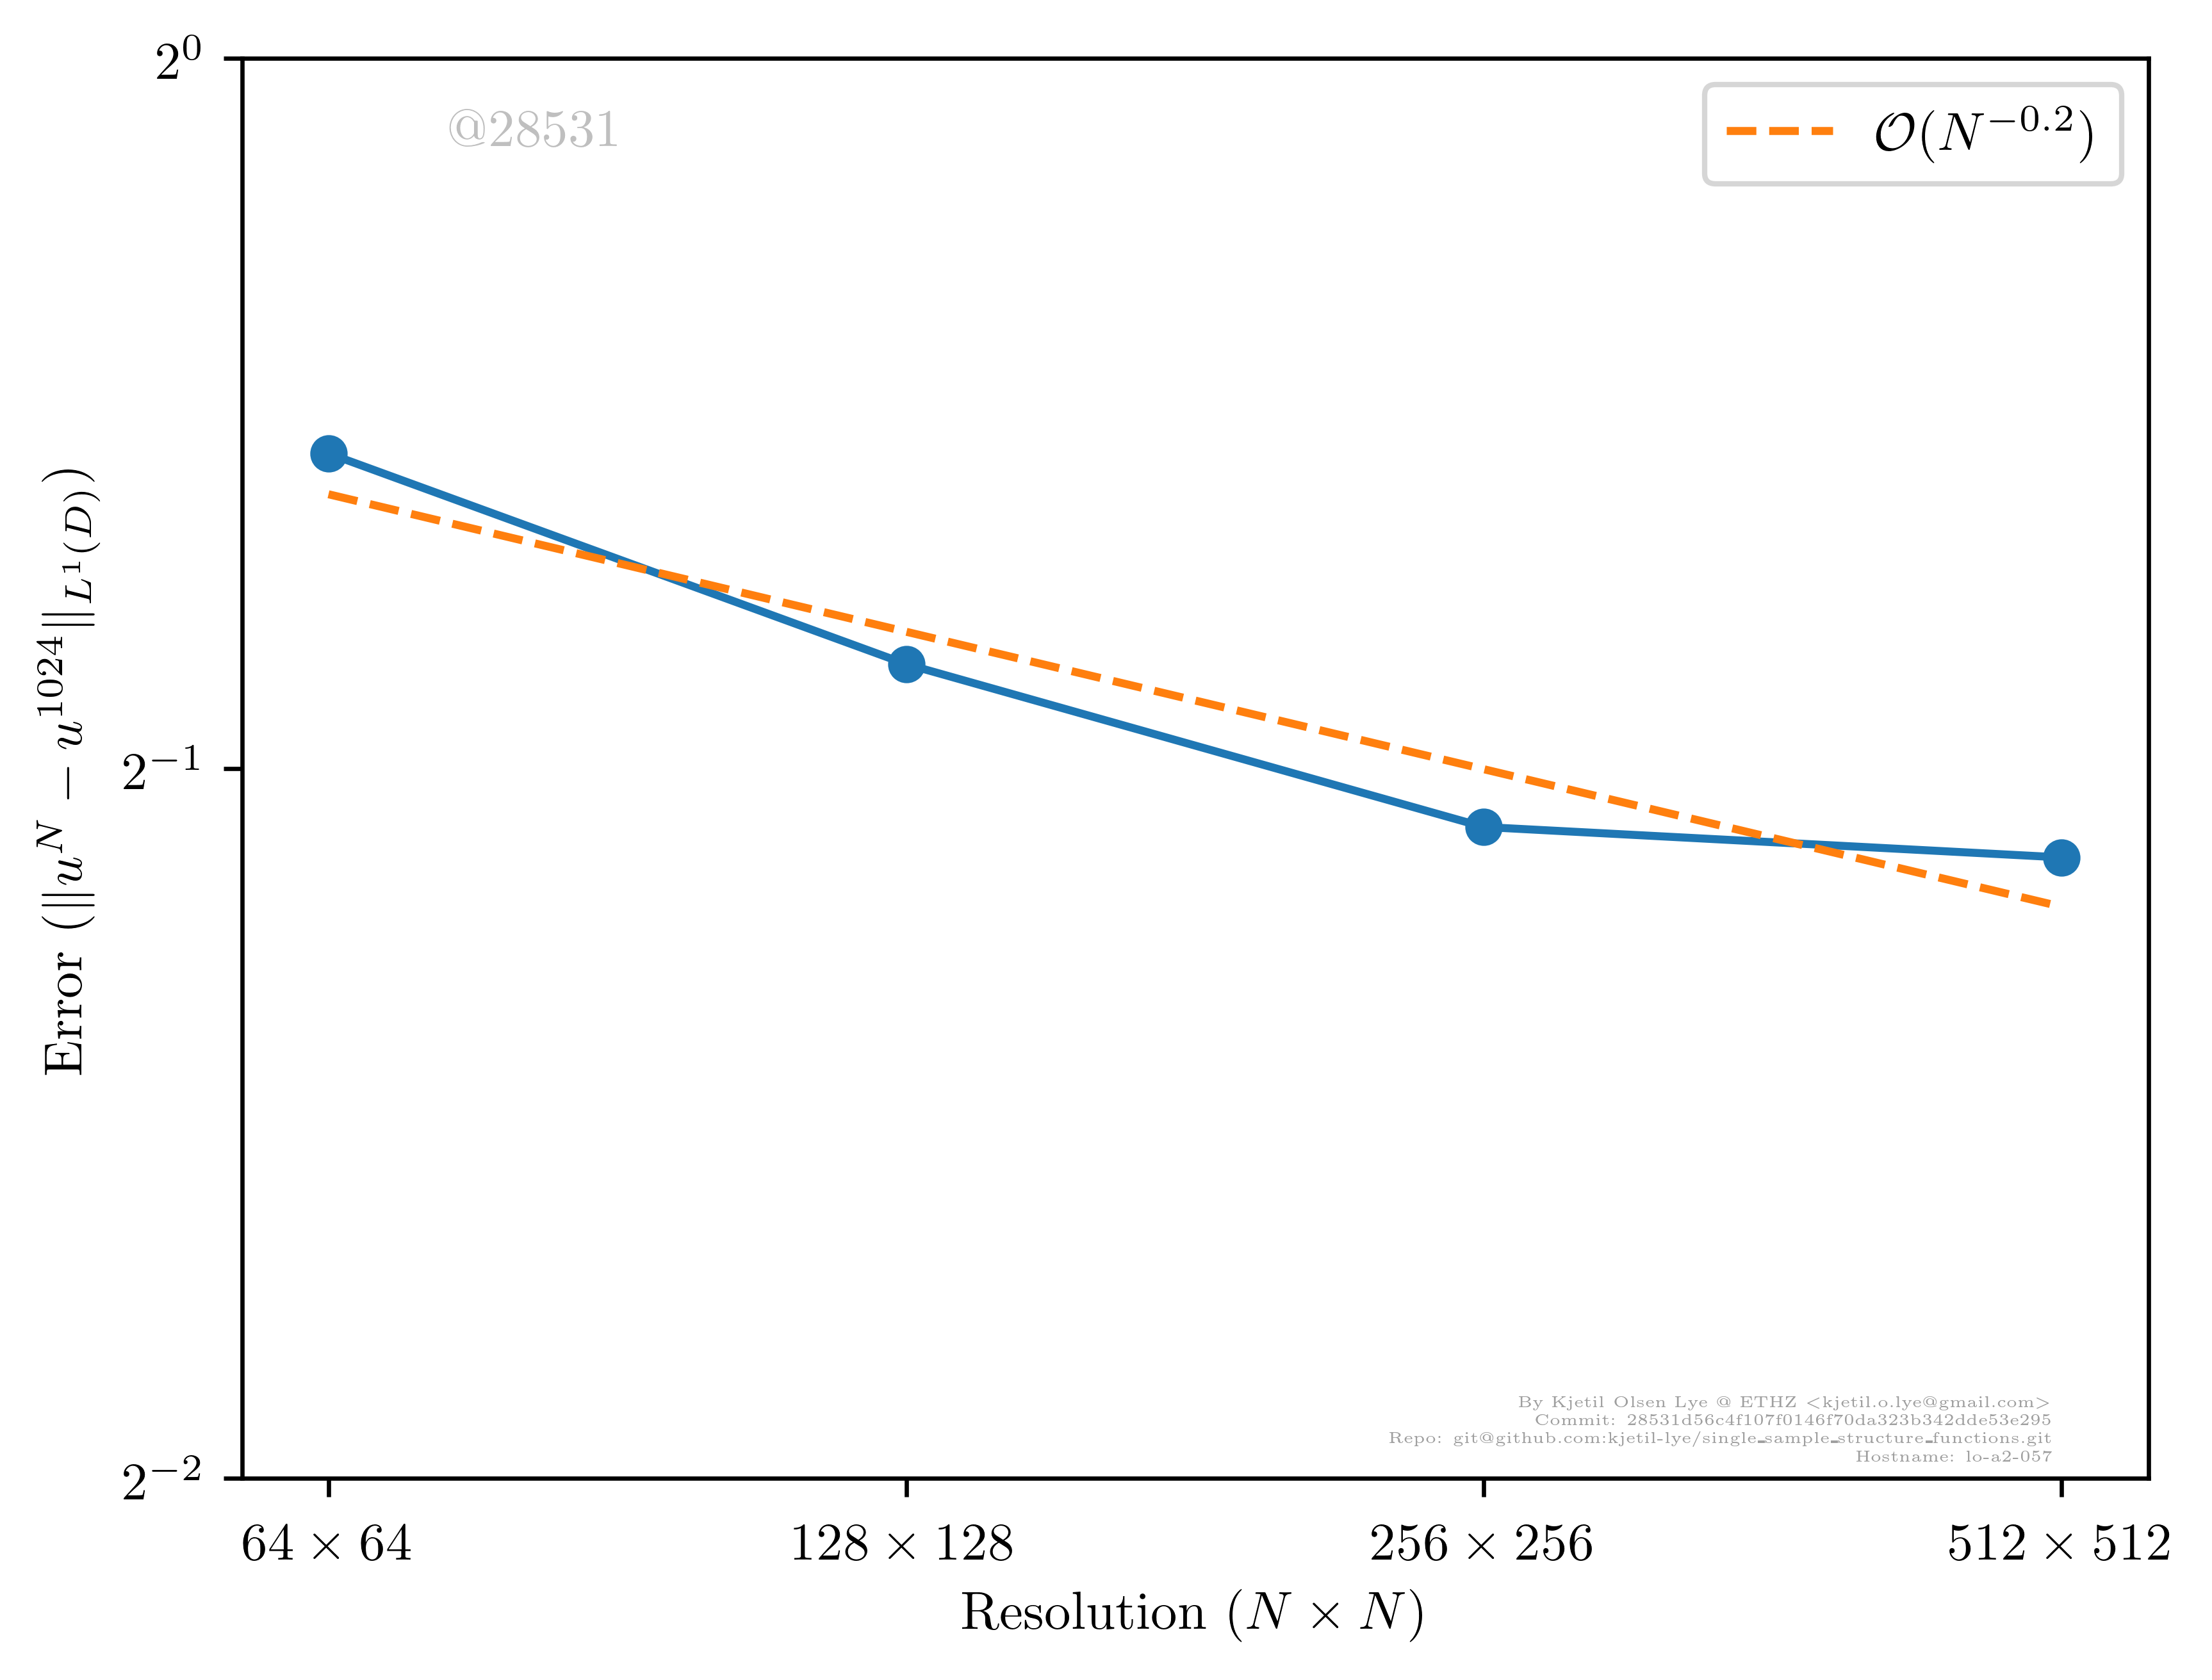 2^0
@28531
O(N^{-0.2})
Error (||u^N − u^{1024}||_{L^1(D)})
2^{-1}
By Kjetil Olsen Lye @ ETHZ <kjetil.o.lye@gmail.com>
Commit: 28531d56c4f107f0146f70da323b342dde53e295
Repo: git@github.com:kjetil-lye/single_sample_structure_functions.git
Hostname: lo-a2-057
2^{-2}
64 × 64 128 × 128 256 × 256 512 × 512
Resolution (N × N)